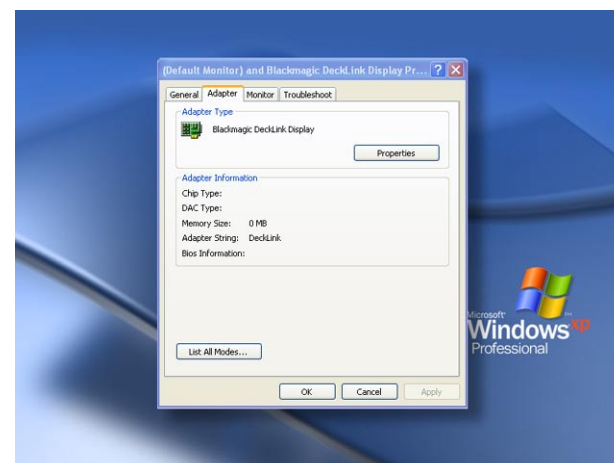 (Default Monitor) and Blackmagic DeckLink Display Pr...
General Adapter Monitor Troubleshoot
Adapter Type
Blackmagic DeckLink Display
Properties
Adapter Information
Chip Type:
DAC Type:
Memory Size: 0 MB
Adapter String: DeckLink
Bios Information:
List All Modes...
OK Cancel Apply
Microsoft
Windows xp
Professional